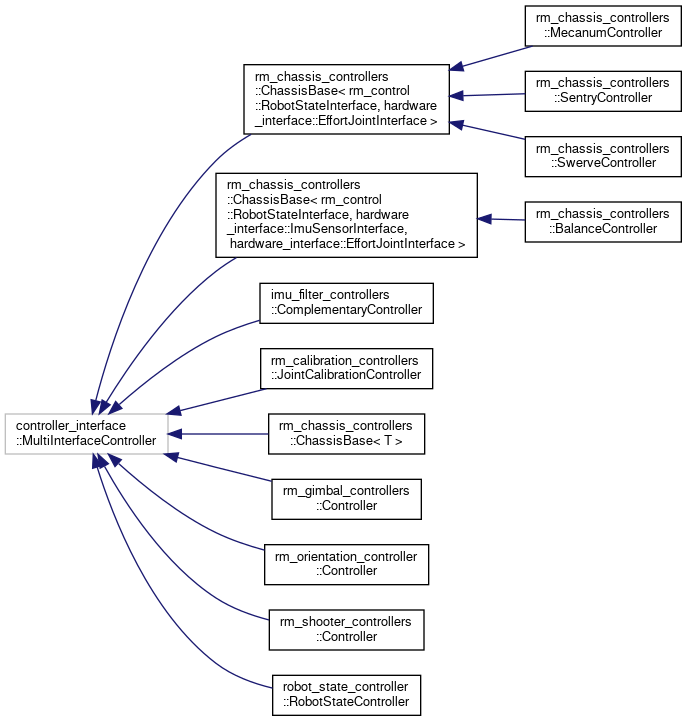 rm_chassis_controllers
::MecanumController
rm_chassis_controllers
::ChassisBase< rm_control
::RobotStateInterface, hardware
_interface::EffortJointInterface >
rm_chassis_controllers
::SentryController
rm_chassis_controllers
::SwerveController
rm_chassis_controllers
::ChassisBase< rm_control
::RobotStateInterface, hardware
_interface::ImuSensorInterface,
hardware_interface::EffortJointInterface >
rm_chassis_controllers
::BalanceController
imu_filter_controllers
::ComplementaryController
rm_calibration_controllers
::JointCalibrationController
controller_interface
::MultiInterfaceController
rm_chassis_controllers
::ChassisBase< T >
rm_gimbal_controllers
::Controller
rm_orientation_controller
::Controller
rm_shooter_controllers
::Controller
robot_state_controller
::RobotStateController